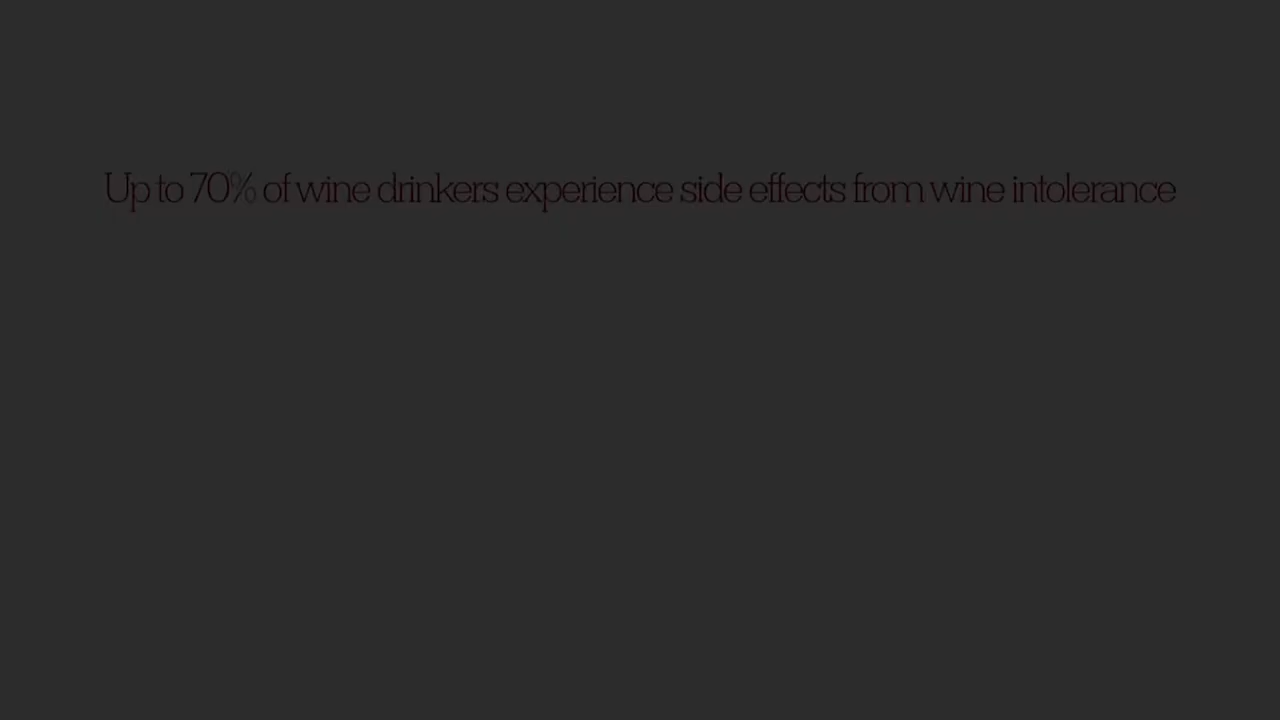 Up to 70% of wine drinkers experience side effects from wine intolerance